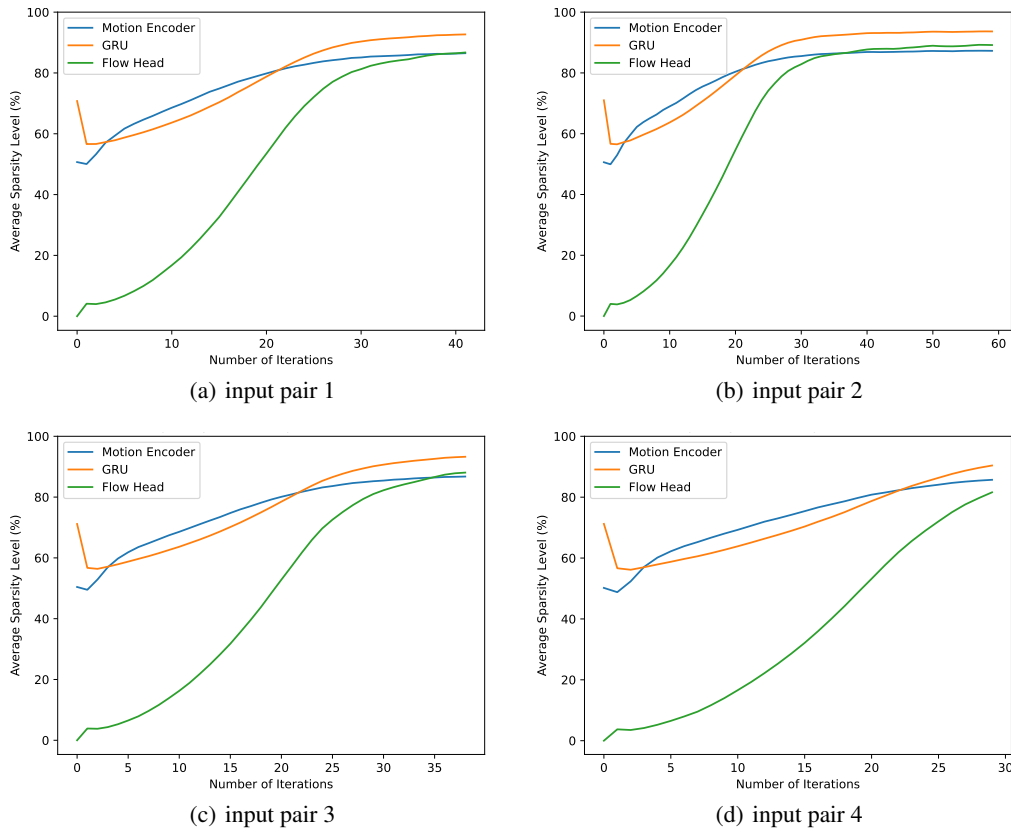 Motion Encoder
GRU
Flow Head
100
80
60
40
20
0
Average Sparsity Level (%)
0 10 20 30 40
Number of Iterations
(a) input pair 1
Motion Encoder
GRU
Flow Head
100
80
60
40
20
0
Average Sparsity Level (%)
0 10 20 30 40 50 60
Number of Iterations
(b) input pair 2
Motion Encoder
GRU
Flow Head
100
80
60
40
20
0
Average Sparsity Level (%)
0 5 10 15 20 25 30 35
Number of Iterations
(c) input pair 3
Motion Encoder
GRU
Flow Head
100
80
60
40
20
0
Average Sparsity Level (%)
0 5 10 15 20 25 30
Number of Iterations
(d) input pair 4